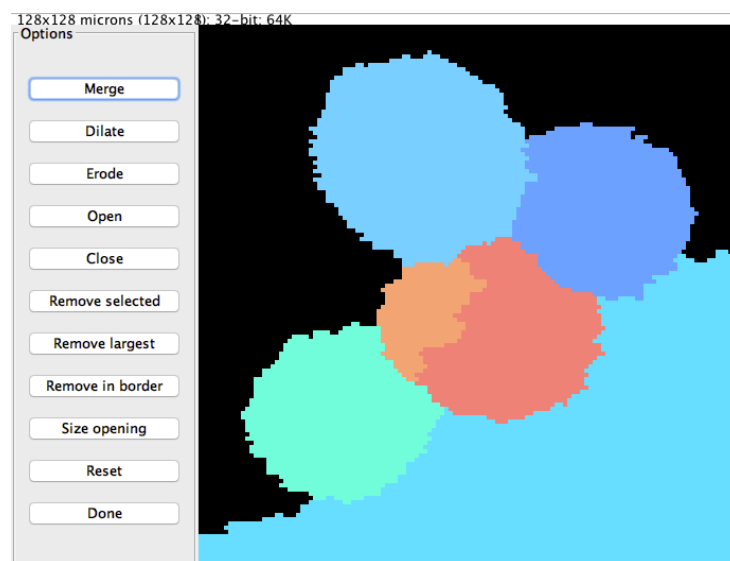 128x128 microns (128x128); 32-bit; 64K
Options
Merge
Dilate
Erode
Open
Close
Remove selected
Remove largest
Remove in border
Size opening
Reset
Done